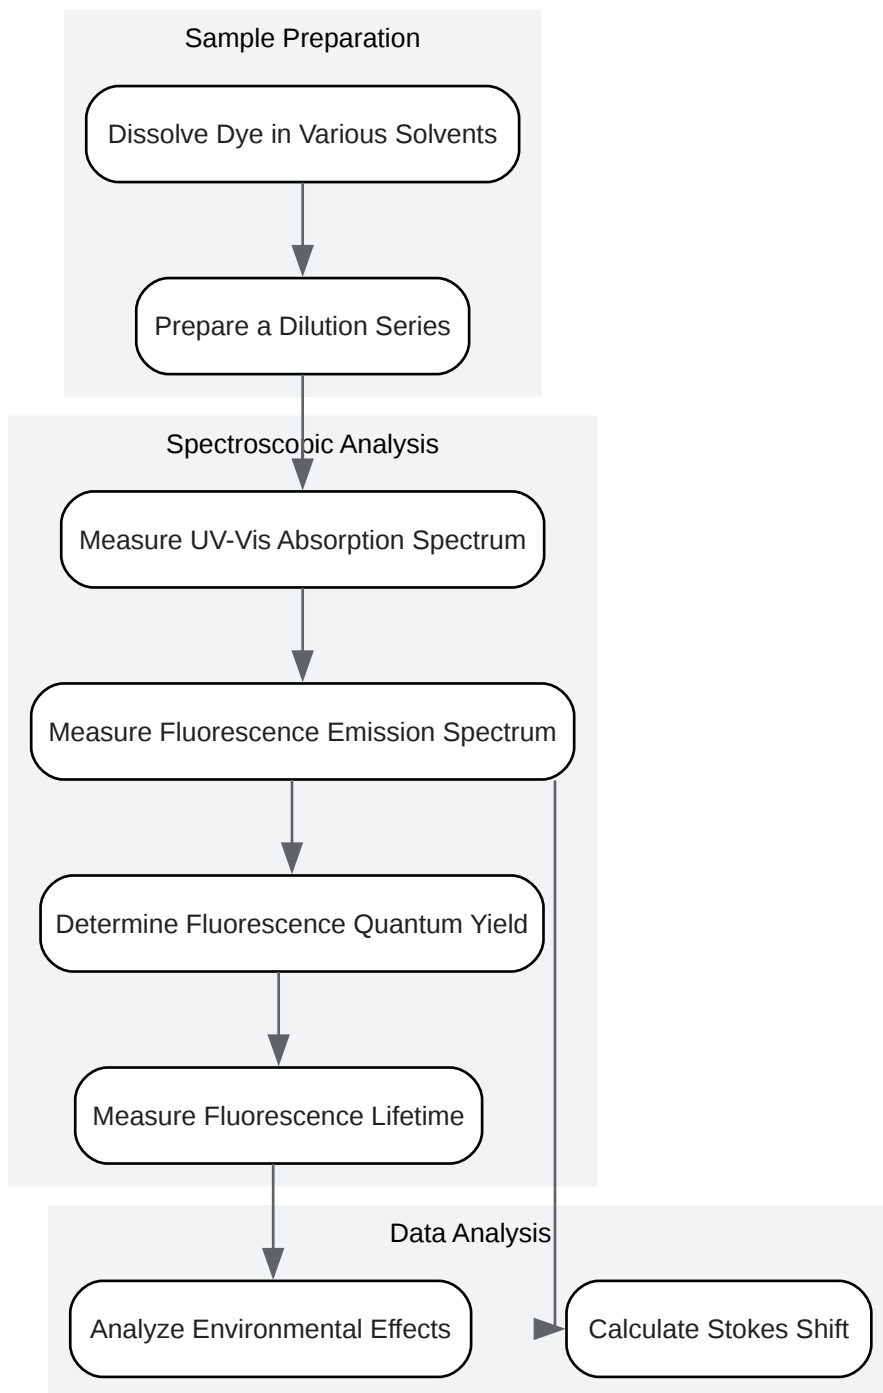 Sample Preparation
Dissolve Dye in Various Solvents
Prepare a Dilution Series
Spectroscopic Analysis
Measure UV-Vis Absorption Spectrum
Measure Fluorescence Emission Spectrum
Determine Fluorescence Quantum Yield
Measure Fluorescence Lifetime
Data Analysis
Analyze Environmental Effects
Calculate Stokes Shift